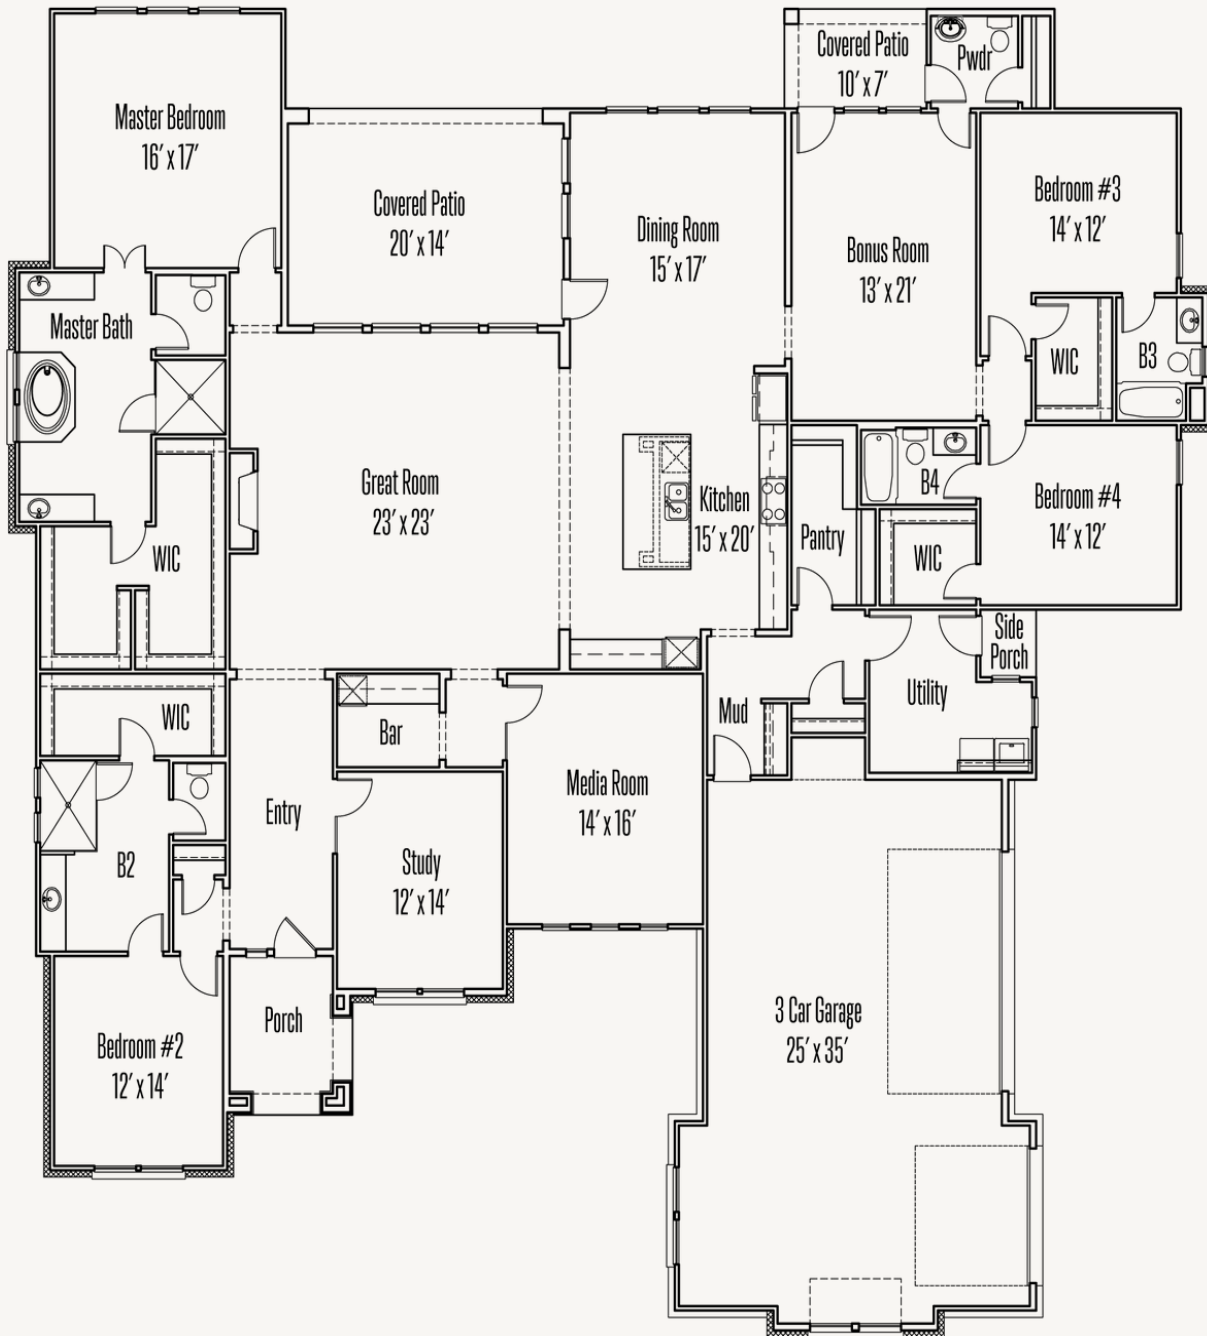 Covered Patio
10' x 7'
Pwdr
Master Bedroom
16' x 17'
Covered Patio
20' x 14'
Dining Room
15' x 17'
Bonus Room
13' x 21'
Bedroom #3
14' x 12'
Master Bath
WIC
B3
Great Room
23' x 23'
Kitchen
15' x 20'
Pantry
B4
WIC
Bedroom #4
14' x 12'
WIC
Side
Porch
Utility
Mud
WIC
Bar
Media Room
14' x 16'
Entry
B2
Study
12' x 14'
Porch
Bedroom #2
12' x 14'
3 Car Garage
25' x 35'